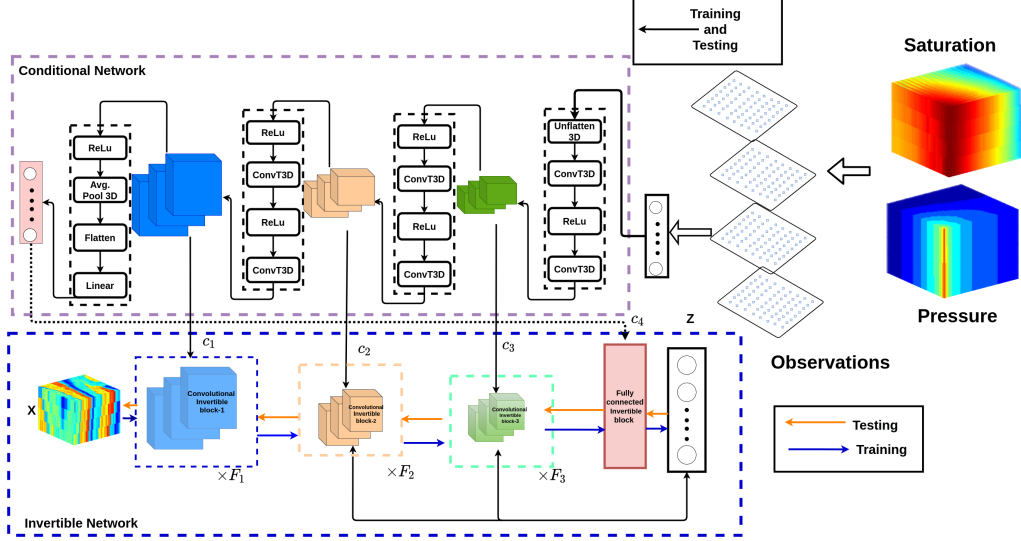 Training
and
Testing
Saturation
Conditional Network
ReLu
Avg.
Pool 3D
Flatten
Linear
ReLu
ConvT3D
ReLu
ConvT3D
ReLu
ConvT3D
ReLu
ConvT3D
Unflatten
3D
ConvT3D
ReLu
ConvT3D
Pressure
c1
c2
c3
c4
Z
Observations
X
Convolutional
Invertible
block-1
Convolutional
Invertible
block-2
Convolutional
Invertible
block-3
Fully
connected
Invertible
block
×F1
×F2
×F3
Testing
Training
Invertible Network